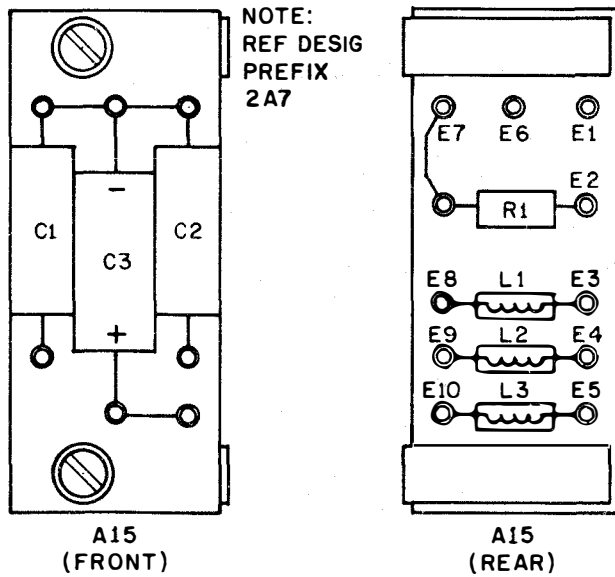 NOTE:
REF DESIG
PREFIX
2A7
C1
C3
C2
−
+
A15
(FRONT)
E7 E6 E1
E2
R1
E8 L1 E3
E9 L2 E4
E10 L3 E5
A15
(REAR)